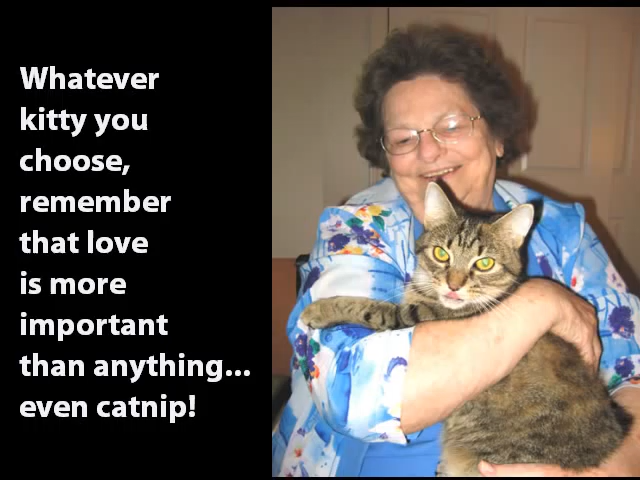 Whatever
kitty you
choose,
remember
that love
is more
important
than anything...
even catnip!